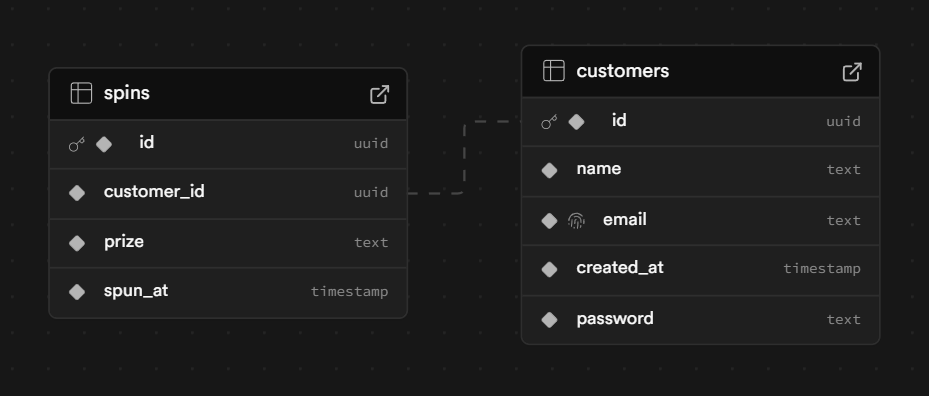 spins
id uuid
customer_id uuid
prize text
spun_at timestamp
customers
id uuid
name text
email text
created_at timestamp
password text